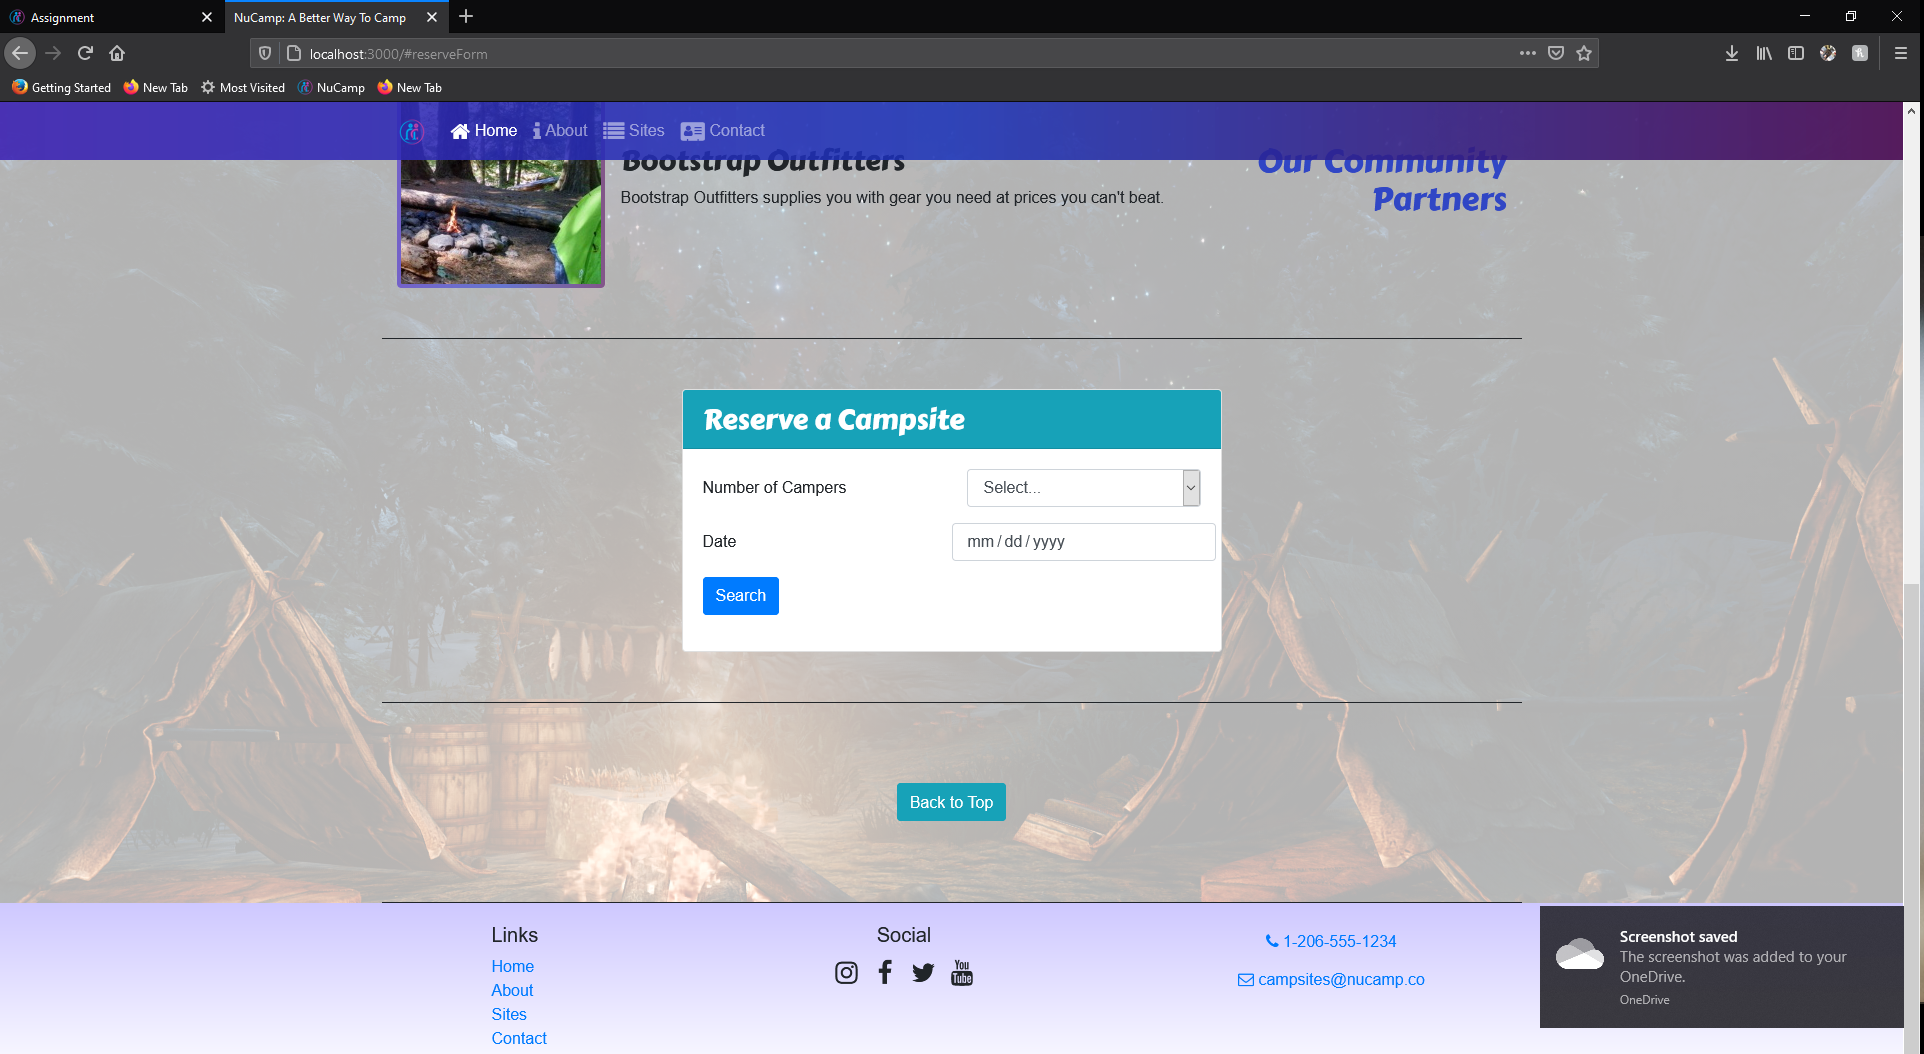 Assignment
NuCamp: A Better Way To Camp
localhost:3000/#reserveForm
Getting Started
New Tab
Most Visited
NuCamp
New Tab
Home
About
Sites
Contact
Bootstrap Outfitters
Bootstrap Outfitters supplies you with gear you need at prices you can't beat.
Our Community
Partners
Reserve a Campsite
Number of Campers
Select...
Date
mm / dd / yyyy
Search
Back to Top
Links
Home
About
Sites
Contact
Social
You
Tube
1-206-555-1234
campsites@nucamp.co
Screenshot saved
The screenshot was added to your
OneDrive.
OneDrive